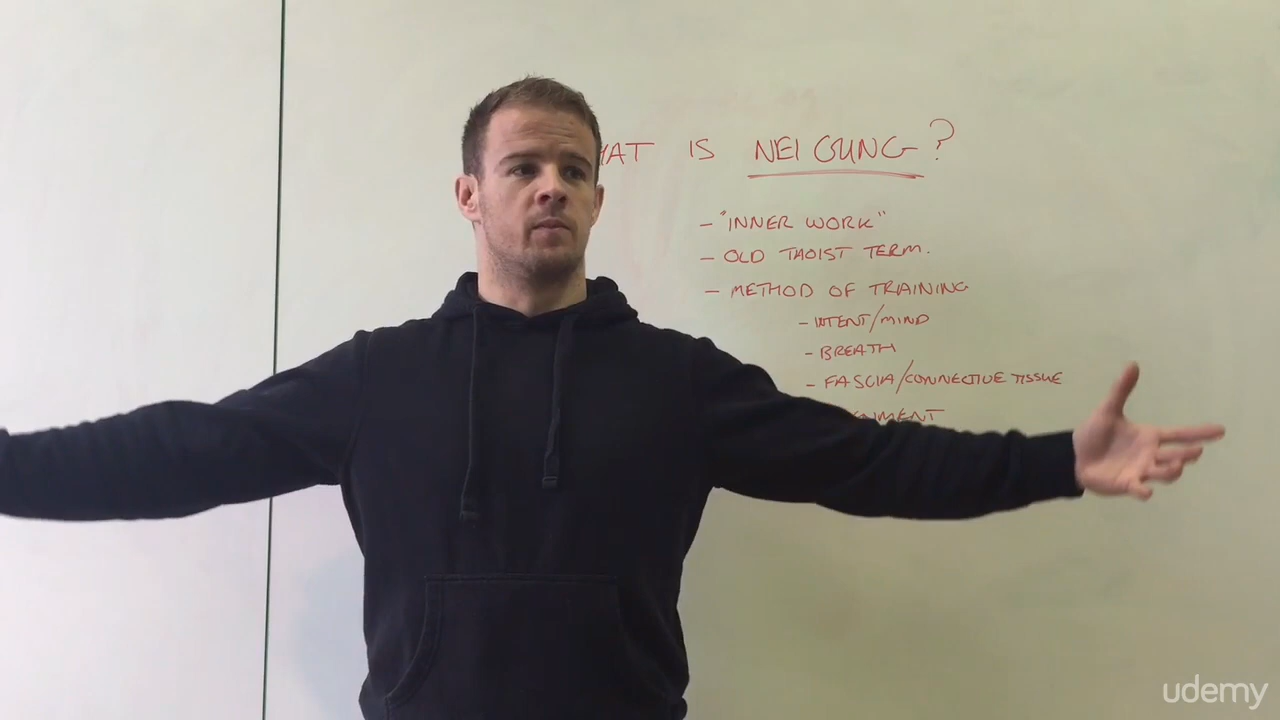 IS NEI GUNG?
- "INNER WORK"
- OLD TAOIST TERM.
- METHOD OF TRAINING
- INTENT/MIND
- BREATH
- FASCIA/CONNECTIVE TISSUE
udemy